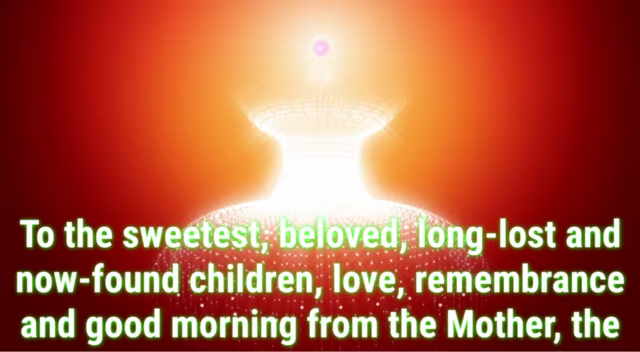 To the sweetest, beloved, long-lost and
now-found children, love, remembrance
and good morning from the Mother, the